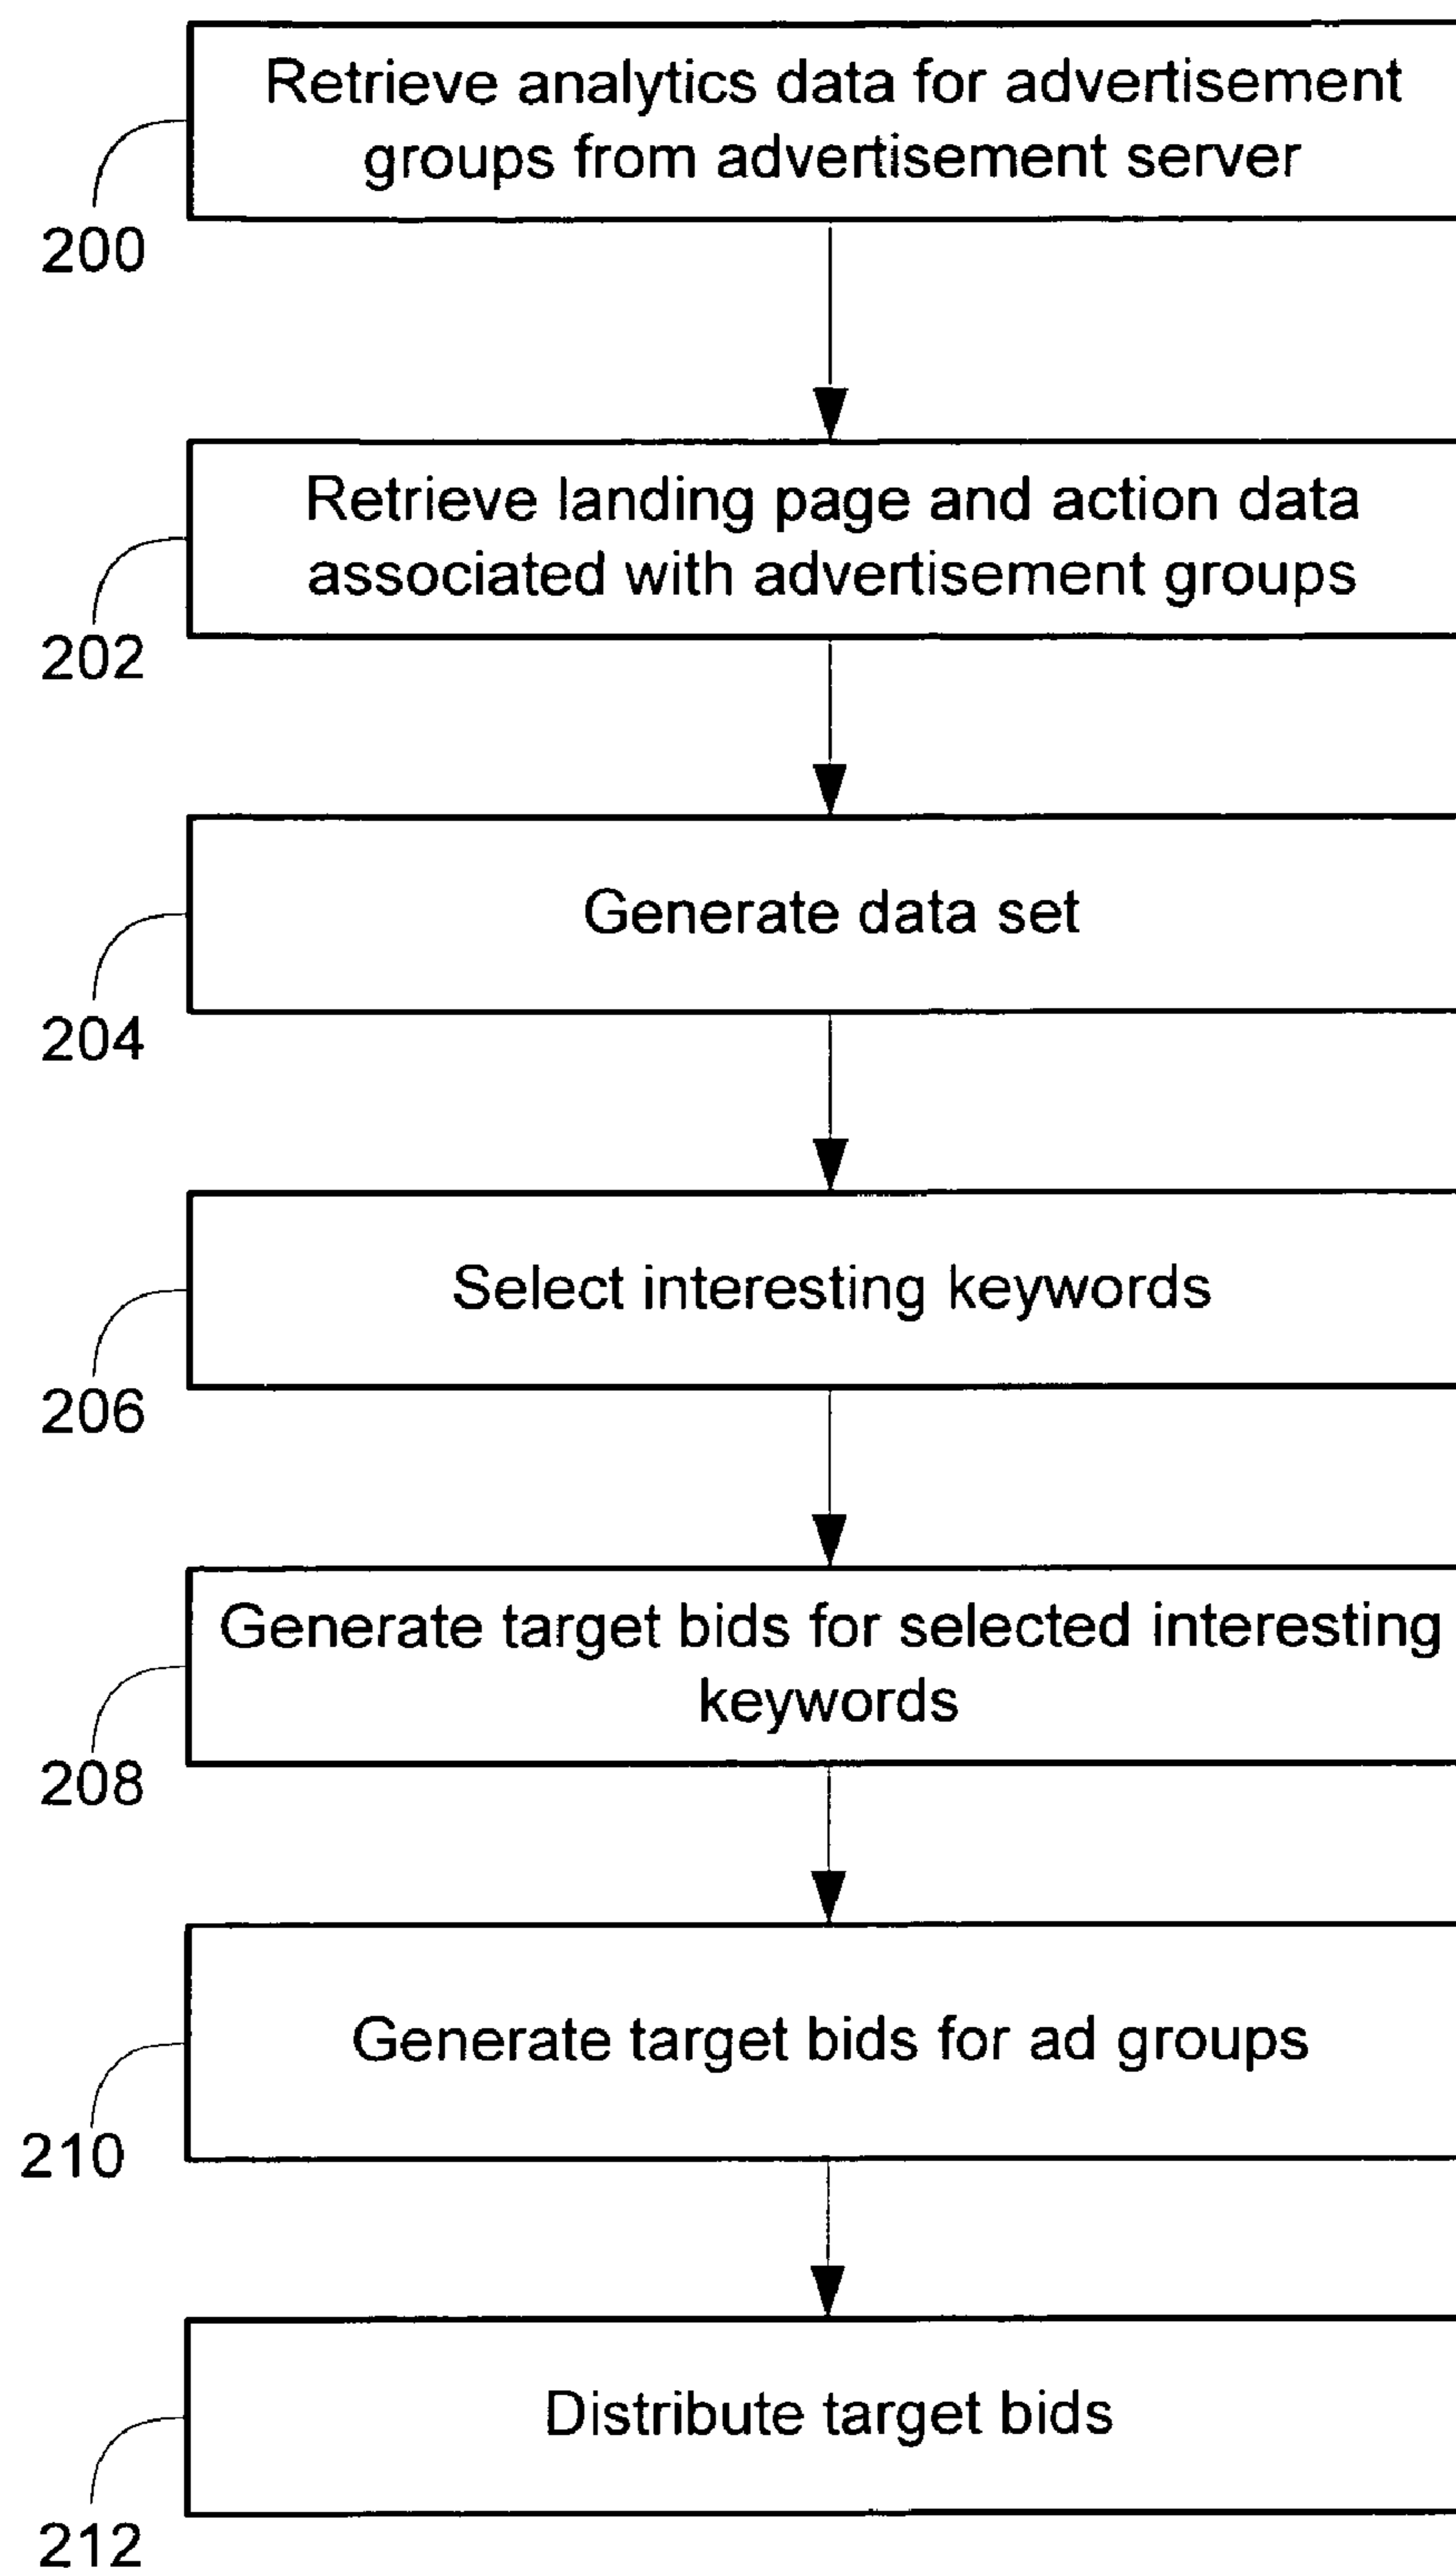 Retrieve analytics data for advertisement
groups from advertisement server
200
Retrieve landing page and action data
associated with advertisement groups
202
Generate data set
204
Select interesting keywords
206
Generate target bids for selected interesting
keywords
208
Generate target bids for ad groups
210
Distribute target bids
212